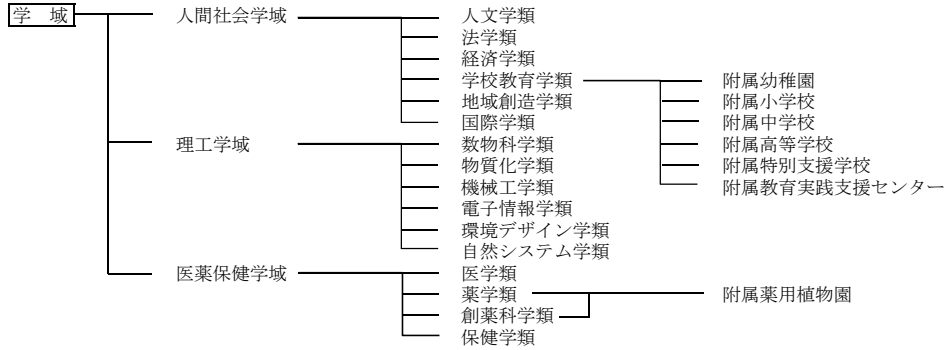 学　域　人間社会学域　人文学類
法学類
経済学類
学校教育学類　附属幼稚園
地域創造学類　附属小学校
国際学類　附属中学校
理工学域　数物科学類　附属高等学校
物質化学類　附属特別支援学校
機械工学類　附属教育実践支援センター
電子情報学類
環境デザイン学類
自然システム学類
医薬保健学域　医学類
薬学類　附属薬用植物園
創薬科学類
保健学類